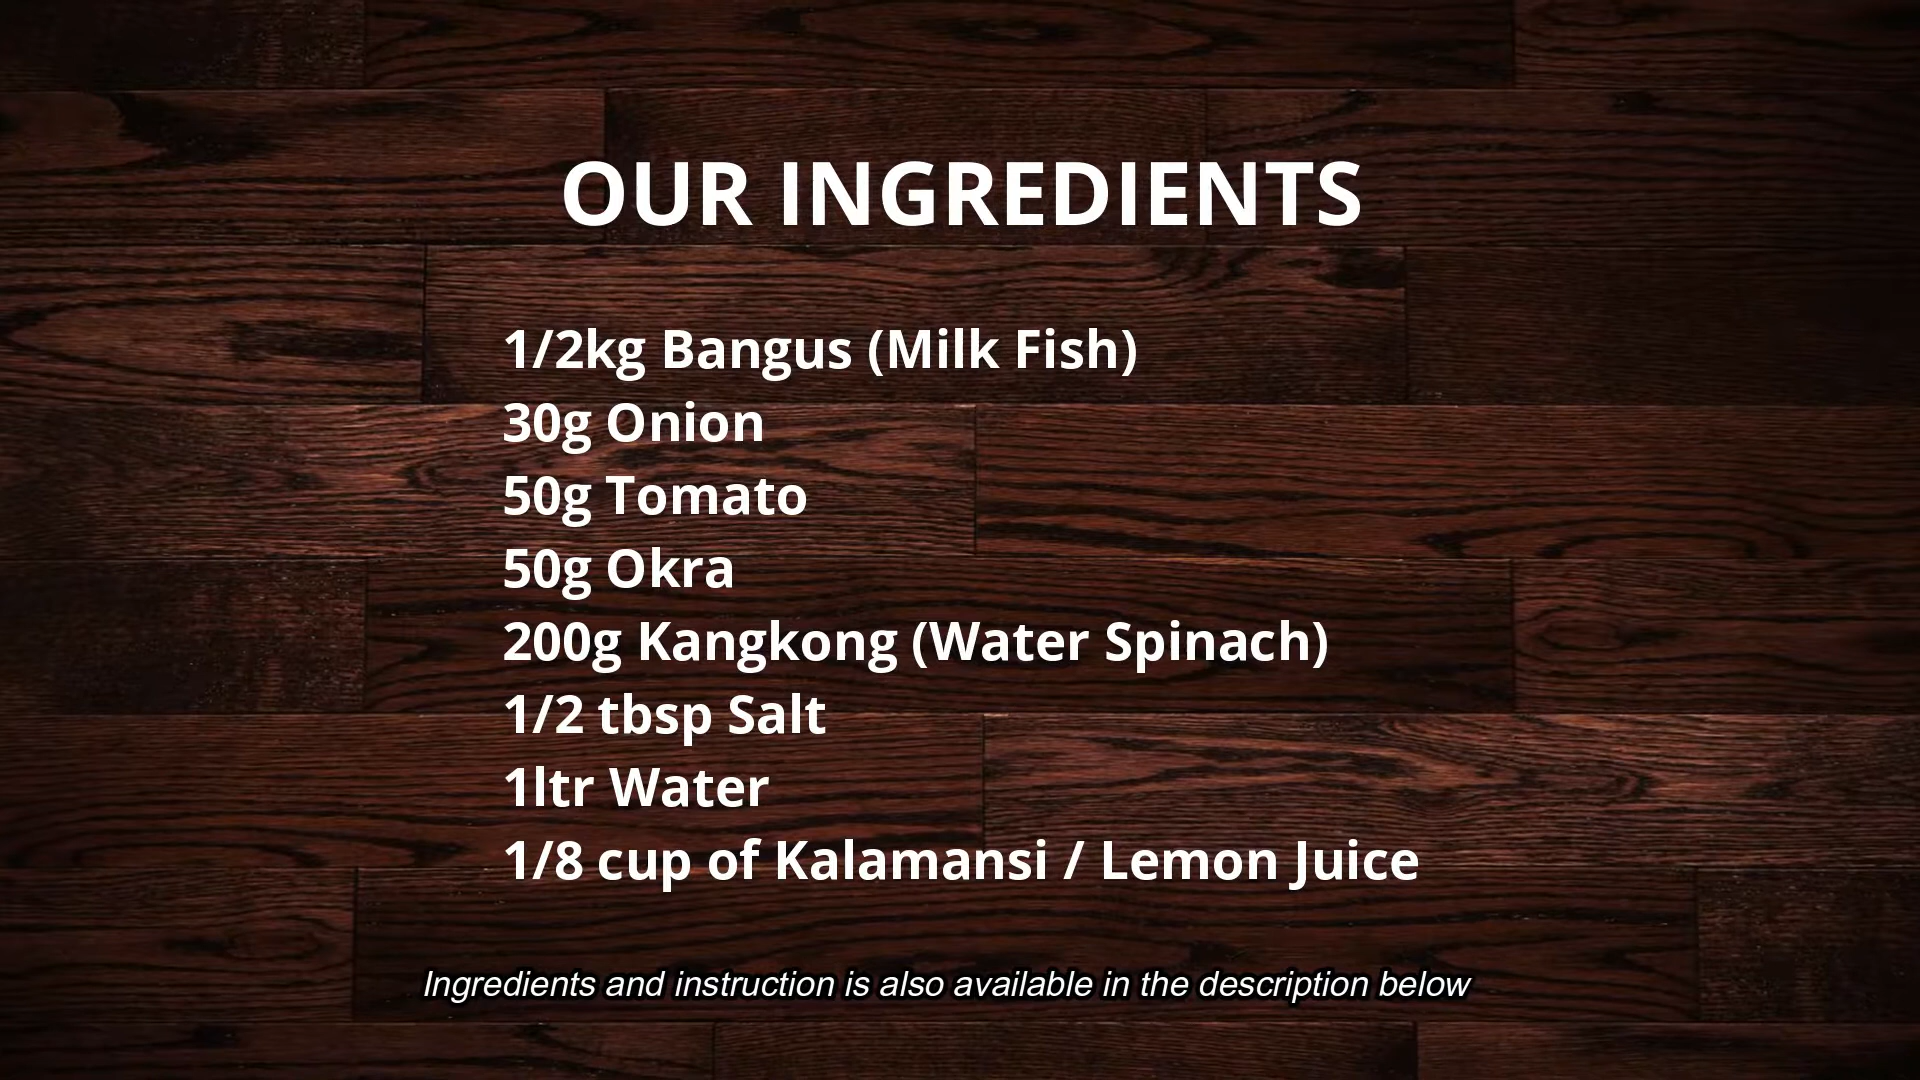 OUR INGREDIENTS
1/2kg Bangus (Milk Fish)
30g Onion
50g Tomato
50g Okra
200g Kangkong (Water Spinach)
1/2 tbsp Salt
1ltr Water
1/8 cup of Kalamansi / Lemon Juice
Ingredients and instruction is also available in the description below